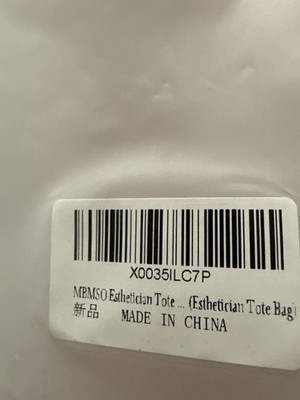 X0035ILC7P
MBMSO Esthetician Tote ... (Esthetician Tote Bag)
新品 MADE IN CHINA